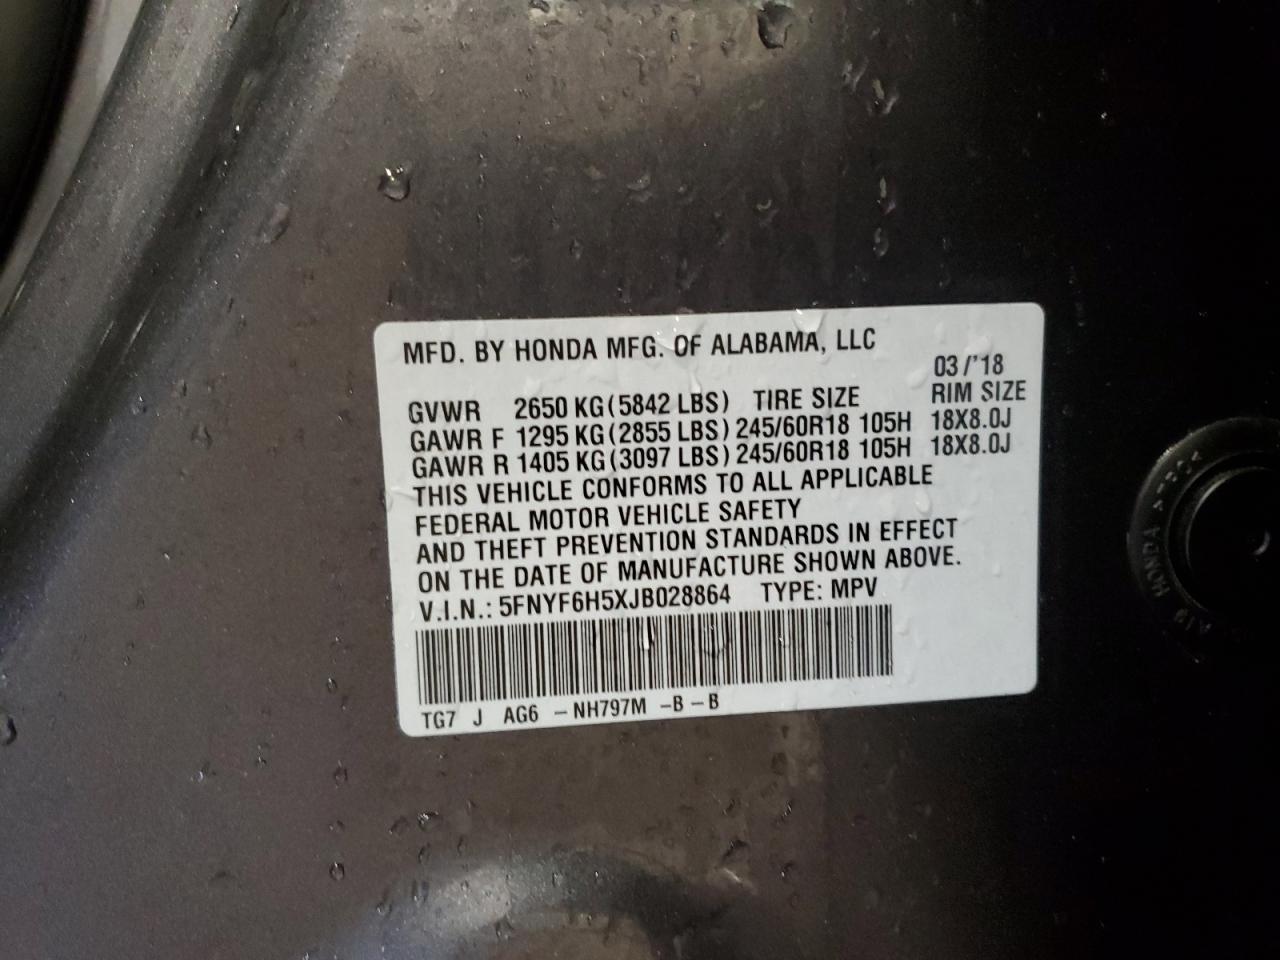 MFD. BY HONDA MFG. OF ALABAMA, LLC
03/'18
GVWR 2650 KG(5842 LBS) TIRE SIZE RIM SIZE
GAWR F 1295 KG(2855 LBS) 245/60R18 105H 18X8.0J
GAWR R 1405 KG(3097 LBS) 245/60R18 105H 18X8.0J
THIS VEHICLE CONFORMS TO ALL APPLICABLE
FEDERAL MOTOR VEHICLE SAFETY
AND THEFT PREVENTION STANDARDS IN EFFECT
ON THE DATE OF MANUFACTURE SHOWN ABOVE.
V.I.N.: 5FNYF6H5XJB028864 TYPE: MPV
TG7 J AG6 -NH797M -B-B
HONDA